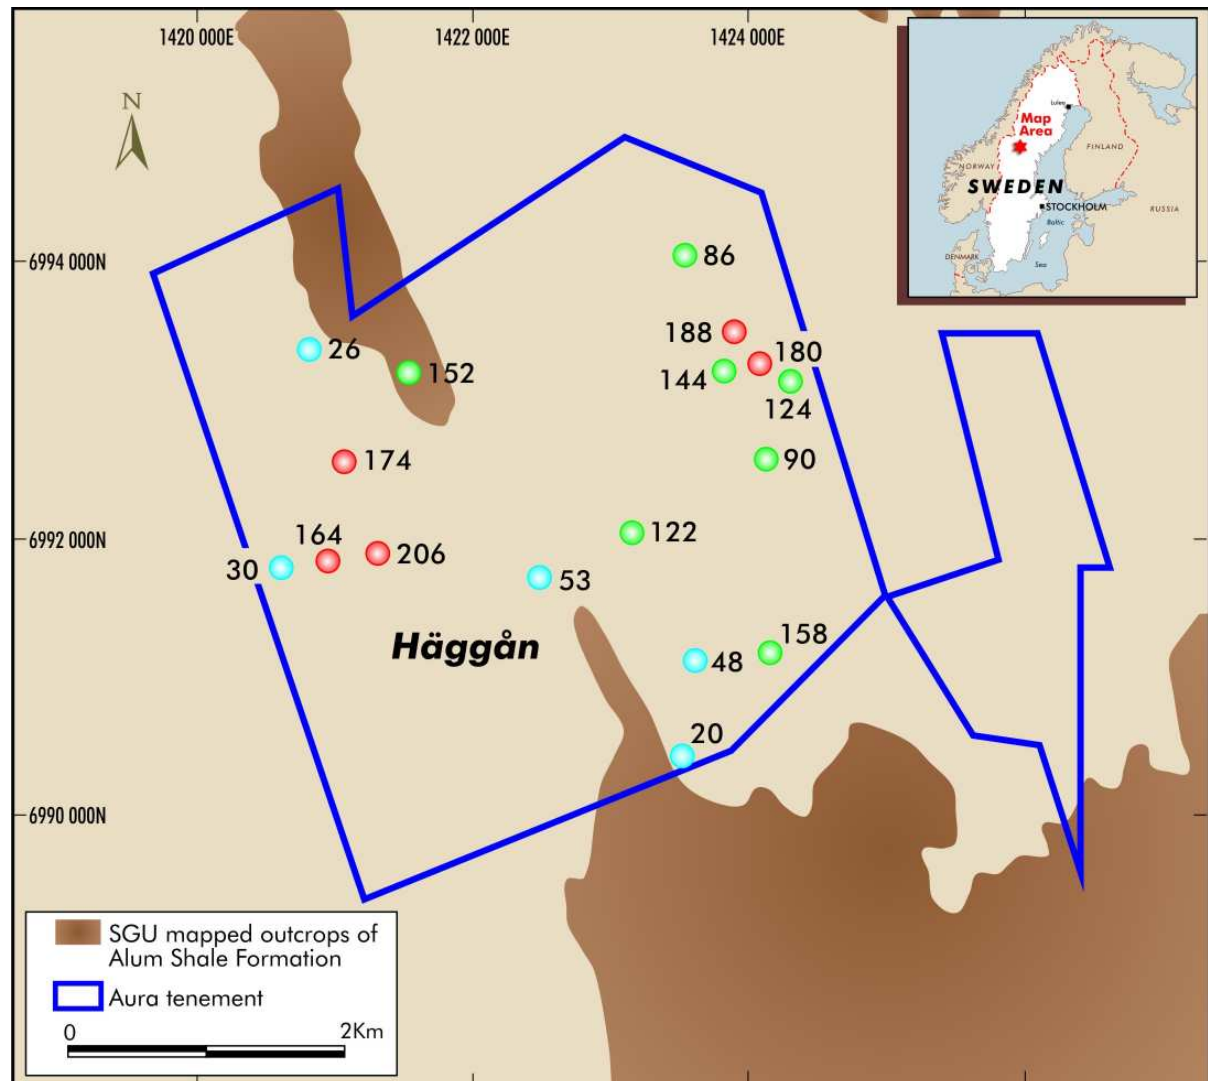 1420 000E
1422 000E
1424 000E
N
Lulea
Map
Area
NORWAY
FINLAND
SWEDEN
STOCKHOLM
Baltic
RUSSIA
DENMARK
Sea
6994 000N
86
188
180
26
152
144
124
174
90
164
206
122
6992 000N
30
53
Häggån
158
48
20
6990 000N
SGU mapped outcrops of
Alum Shale Formation
Aura tenement
0
2Km